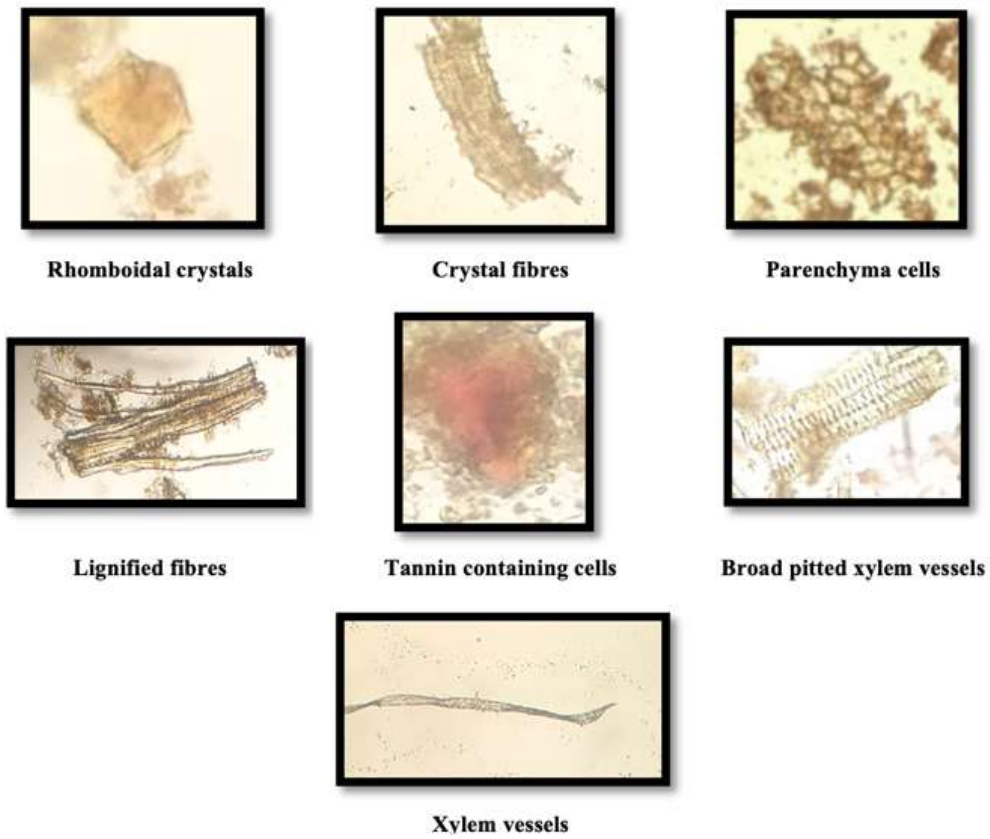 Rhomboidal crystals
Crystal fibres
Parenchyma cells
Lignified fibres
Tannin containing cells
Broad pitted xylem vessels
Xylem vessels